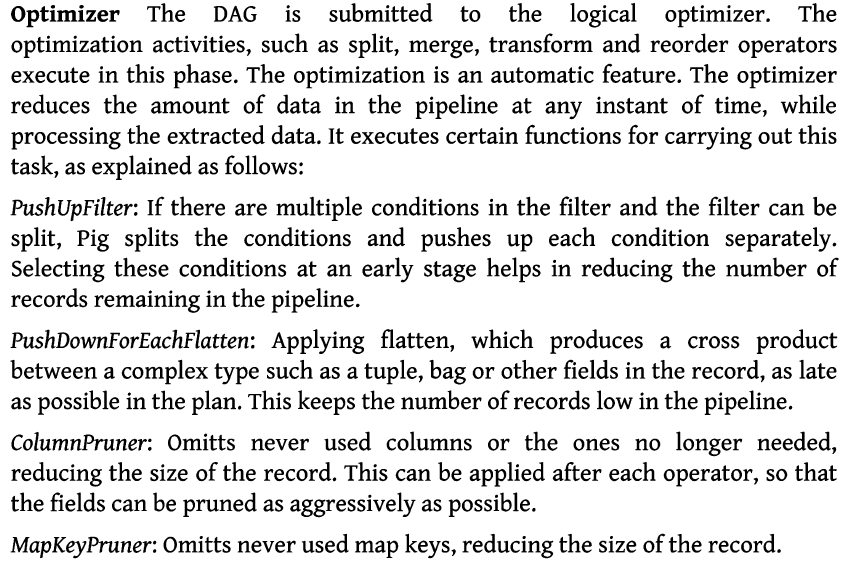 Optimizer The DAG is submitted to the logical optimizer. The
optimization activities, such as split, merge, transform and reorder operators
execute in this phase. The optimization is an automatic feature. The optimizer
reduces the amount of data in the pipeline at any instant of time, while
processing the extracted data. It executes certain functions for carrying out this
task, as explained as follows:
PushUpFilter: If there are multiple conditions in the filter and the filter can be
split, Pig splits the conditions and pushes up each condition separately.
Selecting these conditions at an early stage helps in reducing the number of
records remaining in the pipeline.
PushDownForEachFlatten: Applying flatten, which produces a cross product
between a complex type such as a tuple, bag or other fields in the record, as late
as possible in the plan. This keeps the number of records low in the pipeline.
ColumnPruner: Omitts never used columns or the ones no longer needed,
reducing the size of the record. This can be applied after each operator, so that
the fields can be pruned as aggressively as possible.
MapKeyPruner: Omitts never used map keys, reducing the size of the record.